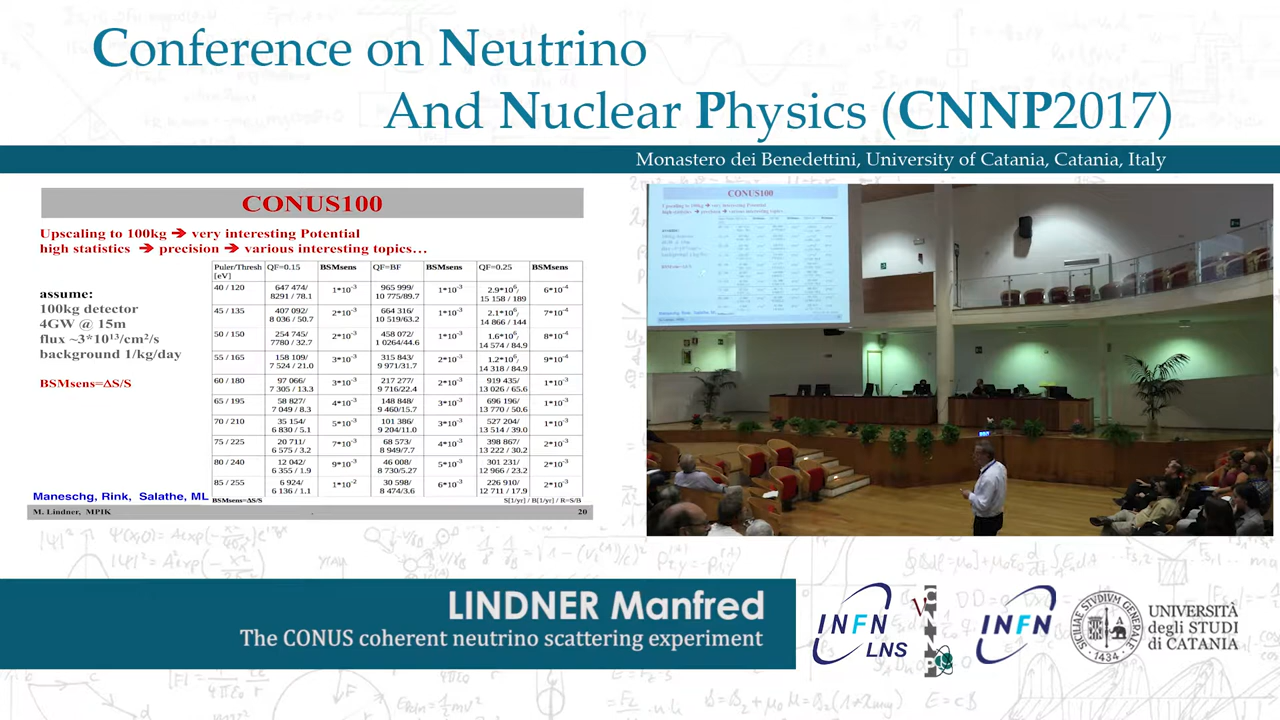 Conference on Neutrino
And Nuclear Physics (CNNP2017)
Monastero dei Benedettini, University of Catania, Catania, Italy
CONUS100
Upscaling to 100kg ➔ very interesting Potential
high statistics ➔ precision ➔ various interesting topics…
assume:
100kg detector
4GW @ 15m
flux ~3*10¹³/cm²/s
background 1/kg/day
BSMsens=ΔS/S
Puler/Thresh [eV] QF=0.15 BSMsens QF=BF BSMsens QF=0.25 BSMsens
40 / 120 647 474/ 8291 / 78.1 1*10⁻³ 965 999/ 10 775/89.7 1*10⁻³ 2.9*10⁶/ 15 158 / 189 6*10⁻⁴
45 / 135 407 092/ 8 036 / 50.7 2*10⁻³ 664 316/ 10 519/63.2 1*10⁻³ 2.1*10⁶/ 14 866 / 144 7*10⁻⁴
50 / 150 254 745/ 7780 / 32.7 2*10⁻³ 458 072/ 1 0264/44.6 1*10⁻³ 1.6*10⁶/ 14 574 / 84.9 8*10⁻⁴
55 / 165 158 109/ 7 524 / 21.0 3*10⁻³ 315 843/ 9 971/31.7 2*10⁻³ 1.2*10⁶/ 14 318 / 84.9 9*10⁻⁴
60 / 180 97 066/ 7 305 / 13.3 3*10⁻³ 217 277/ 9 716/22.4 2*10⁻³ 919 435/ 13 026 / 65.6 1*10⁻³
65 / 195 58 827/ 7 049 / 8.3 4*10⁻³ 148 848/ 9 460/15.7 3*10⁻³ 696 196/ 13 770 / 50.6 1*10⁻³
70 / 210 35 154/ 6 830 / 5.1 5*10⁻³ 101 386/ 9 204/11.0 3*10⁻³ 527 204/ 13 514 / 39.0 1*10⁻³
75 / 225 20 711/ 6 575 / 3.2 7*10⁻³ 68 573/ 8 949/7.7 4*10⁻³ 398 867/ 13 222 / 30.2 2*10⁻³
80 / 240 12 042/ 6 355 / 1.9 9*10⁻³ 46 008/ 8 730/5.27 5*10⁻³ 301 231/ 12 966 / 23.2 2*10⁻³
85 / 255 6 924/ 6 136 / 1.1 1*10⁻² 30 598/ 8 474/3.6 6*10⁻³ 226 910/ 12 711 / 17.9 2*10⁻³
Maneschg, Rink, Salathe, ML
BSMsens=ΔS/S S[1/yr] / B[1/yr] / R=S/B
M. Lindner, MPIK 20
CONUS100
LINDNER Manfred
The CONUS coherent neutrino scattering experiment
INFN
LNS
INFN
SICILIAE STUDIUM GENERALE
1434
UNIVERSITÀ
degli STUDI
di CATANIA